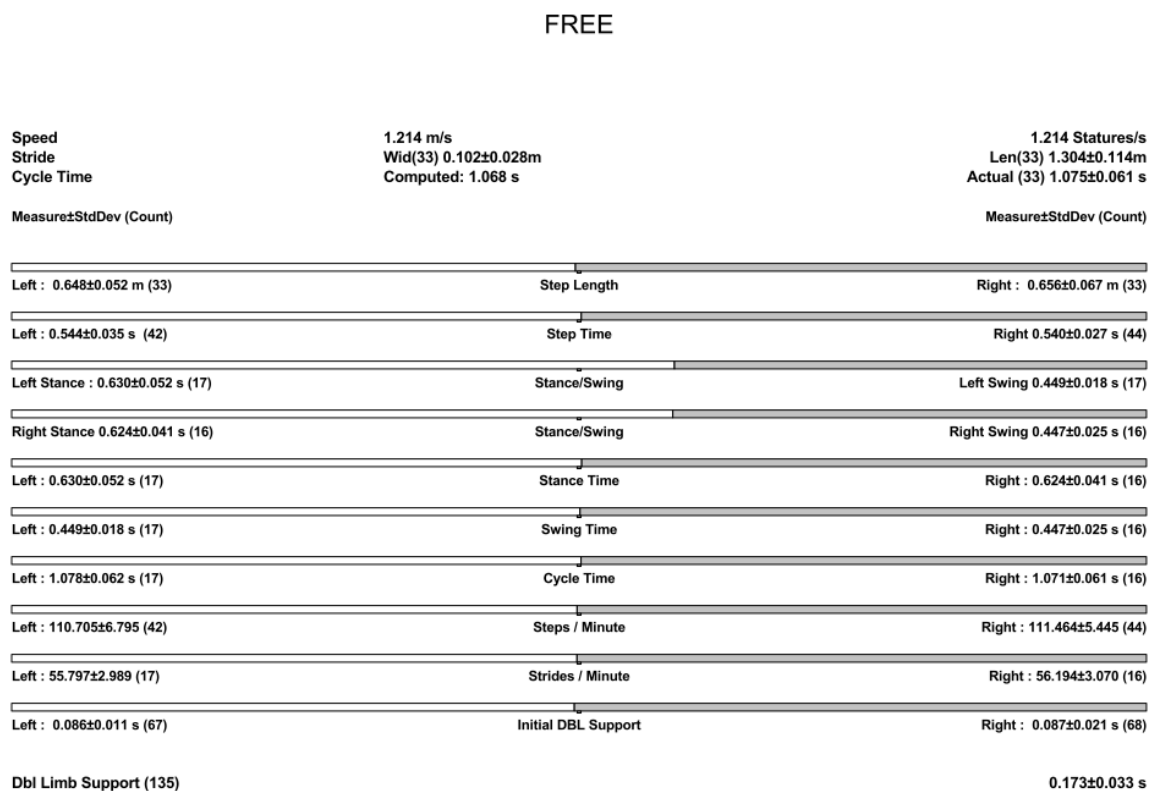 FREE
Speed 1.214 m/s 1.214 Statures/s
Stride Wid(33) 0.102±0.028m Len(33) 1.304±0.114m
Cycle Time Computed: 1.068 s Actual (33) 1.075±0.061 s
Measure±StdDev (Count) Measure±StdDev (Count)
Left : 0.648±0.052 m (33) Step Length Right : 0.656±0.067 m (33)
Left : 0.544±0.035 s (42) Step Time Right 0.540±0.027 s (44)
Left Stance : 0.630±0.052 s (17) Stance/Swing Left Swing 0.449±0.018 s (17)
Right Stance 0.624±0.041 s (16) Stance/Swing Right Swing 0.447±0.025 s (16)
Left : 0.630±0.052 s (17) Stance Time Right : 0.624±0.041 s (16)
Left : 0.449±0.018 s (17) Swing Time Right : 0.447±0.025 s (16)
Left : 1.078±0.062 s (17) Cycle Time Right : 1.071±0.061 s (16)
Left : 110.705±6.795 (42) Steps / Minute Right : 111.464±5.445 (44)
Left : 55.797±2.989 (17) Strides / Minute Right : 56.194±3.070 (16)
Left : 0.086±0.011 s (67) Initial DBL Support Right : 0.087±0.021 s (68)
Dbl Limb Support (135) 0.173±0.033 s